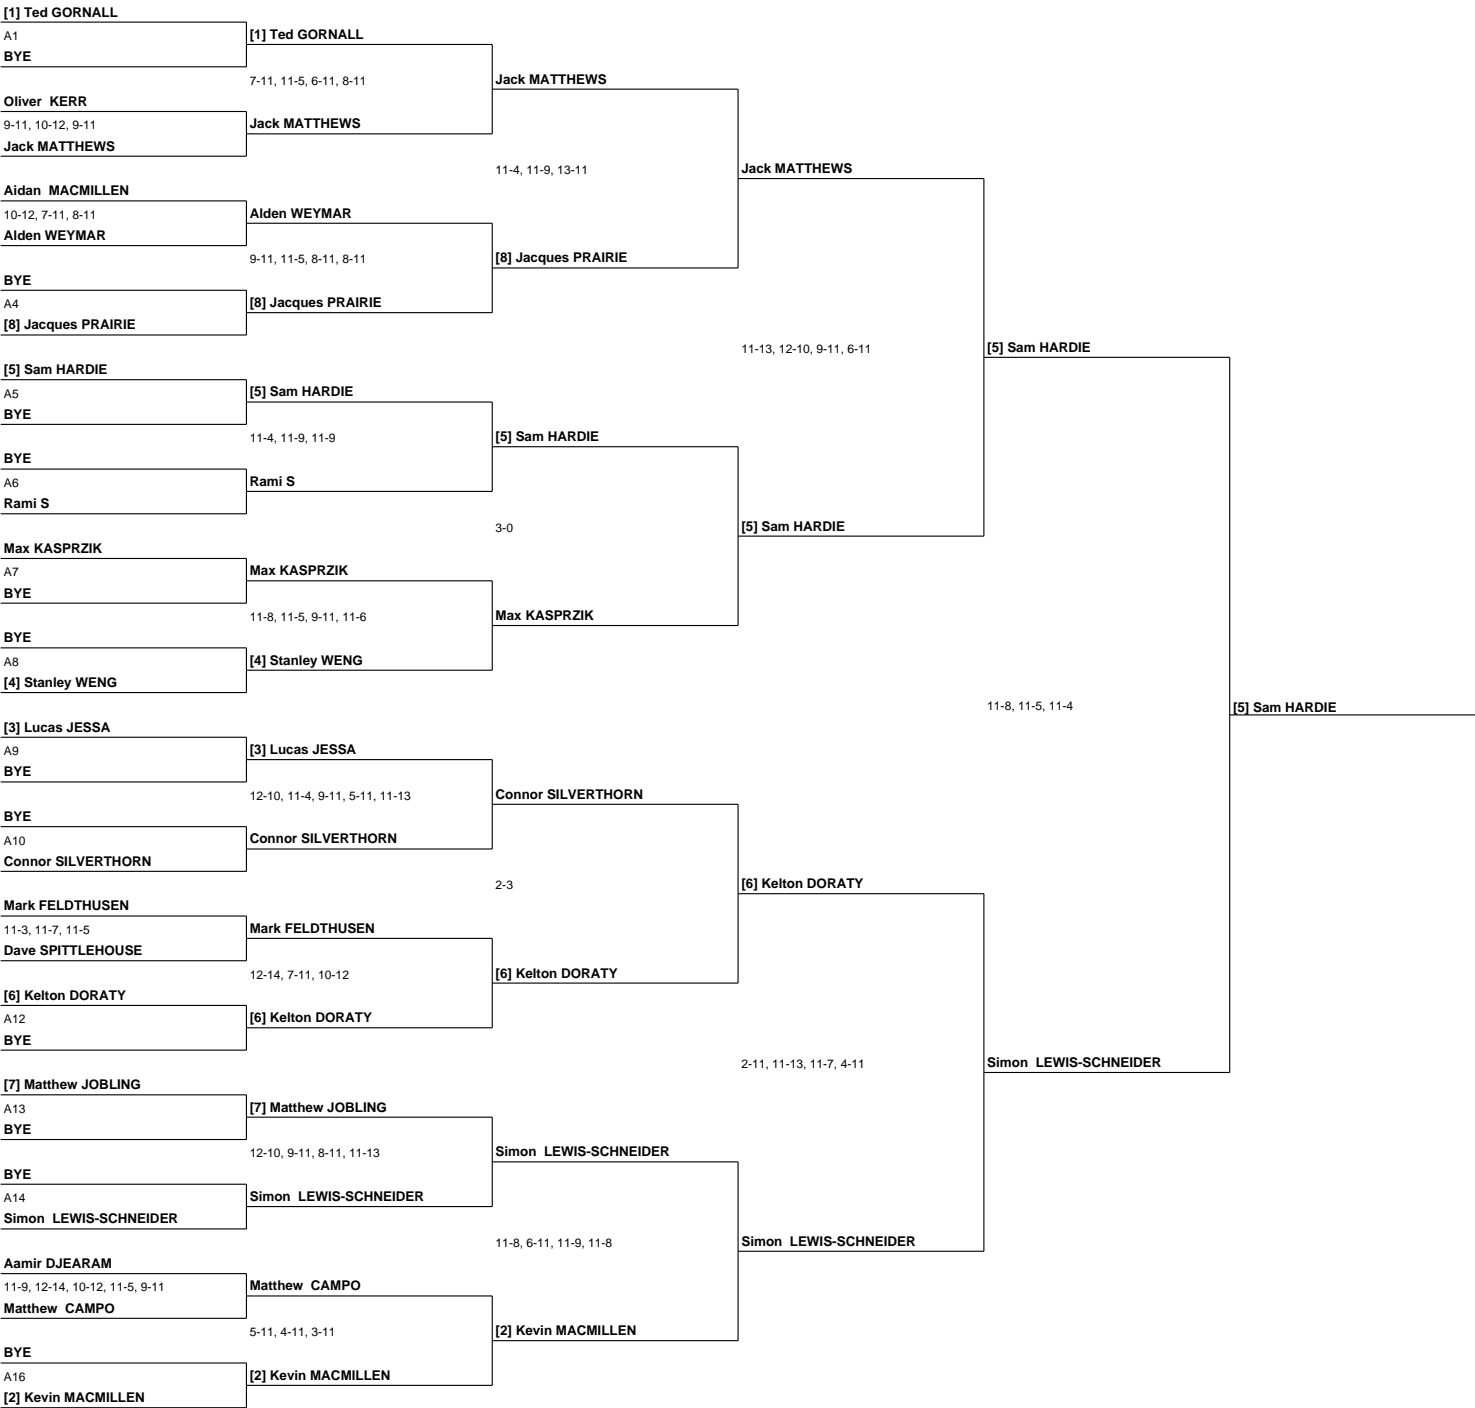 [1] Ted GORNALL
A1
BYE
Oliver  KERR
9-11, 10-12, 9-11
Jack MATTHEWS
Aidan  MACMILLEN
10-12, 7-11, 8-11
Alden WEYMAR
BYE
A4
[8] Jacques PRAIRIE
[5] Sam HARDIE
A5
BYE
BYE
A6
Rami S
Max KASPRZIK
A7
BYE
BYE
A8
[4] Stanley WENG
[3] Lucas JESSA
A9
BYE
BYE
A10
Connor SILVERTHORN
Mark FELDTHUSEN
11-3, 11-7, 11-5
Dave SPITTLEHOUSE
[6] Kelton DORATY
A12
BYE
[7] Matthew JOBLING
A13
BYE
BYE
A14
Simon  LEWIS-SCHNEIDER
Aamir DJEARAM
11-9, 12-14, 10-12, 11-5, 9-11
Matthew  CAMPO
BYE
A16
[2] Kevin MACMILLEN
[1] Ted GORNALL
7-11, 11-5, 6-11, 8-11
Jack MATTHEWS
Alden WEYMAR
9-11, 11-5, 8-11, 8-11
[8] Jacques PRAIRIE
[5] Sam HARDIE
11-4, 11-9, 11-9
Rami S
Max KASPRZIK
11-8, 11-5, 9-11, 11-6
[4] Stanley WENG
[3] Lucas JESSA
12-10, 11-4, 9-11, 5-11, 11-13
Connor SILVERTHORN
Mark FELDTHUSEN
12-14, 7-11, 10-12
[6] Kelton DORATY
[7] Matthew JOBLING
12-10, 9-11, 8-11, 11-13
Simon  LEWIS-SCHNEIDER
Matthew  CAMPO
5-11, 4-11, 3-11
[2] Kevin MACMILLEN
Jack MATTHEWS
11-4, 11-9, 13-11
[8] Jacques PRAIRIE
[5] Sam HARDIE
3-0
Max KASPRZIK
Connor SILVERTHORN
2-3
[6] Kelton DORATY
Simon  LEWIS-SCHNEIDER
11-8, 6-11, 11-9, 11-8
[2] Kevin MACMILLEN
Jack MATTHEWS
11-13, 12-10, 9-11, 6-11
[5] Sam HARDIE
[6] Kelton DORATY
2-11, 11-13, 11-7, 4-11
Simon  LEWIS-SCHNEIDER
[5] Sam HARDIE
11-8, 11-5, 11-4
Simon  LEWIS-SCHNEIDER
[5] Sam HARDIE